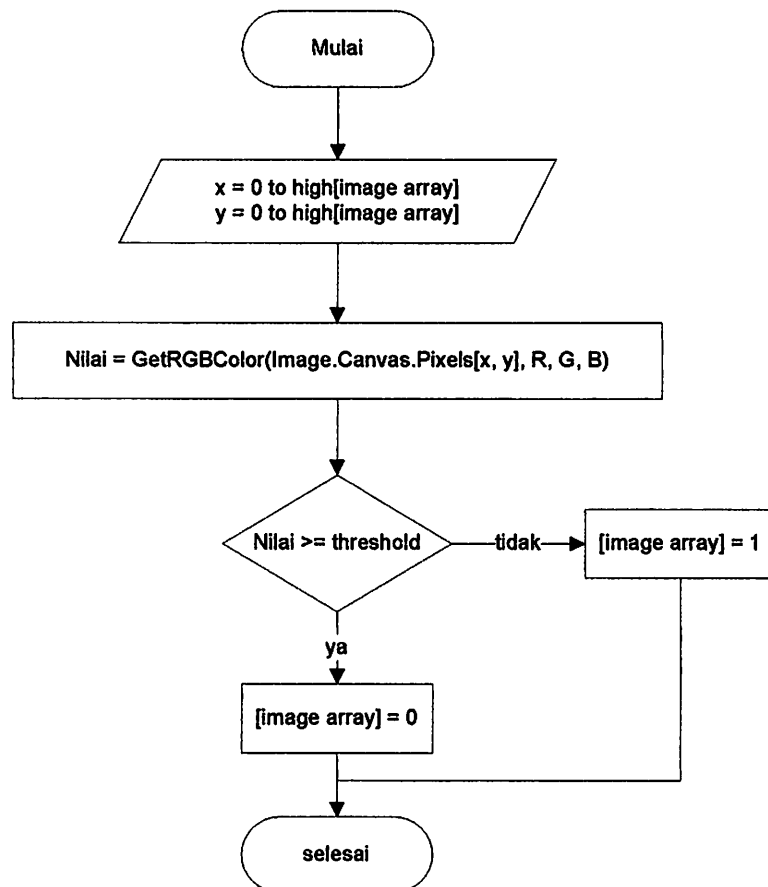 Mulai
x = 0 to high[image array]
y = 0 to high[image array]
Nilai = GetRGBColor(Image.Canvas.Pixels[x, y], R, G, B)
Nilai >= threshold
tidak
[image array] = 1
ya
[image array] = 0
selesai